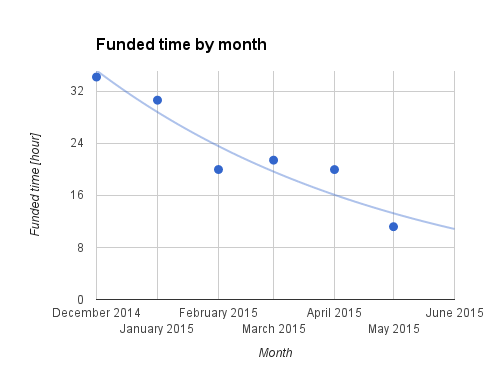 Funded time by month
Funded time [hour]
32
24
16
8
0
December 2014
February 2015
April 2015
June 2015
January 2015
March 2015
May 2015
Month